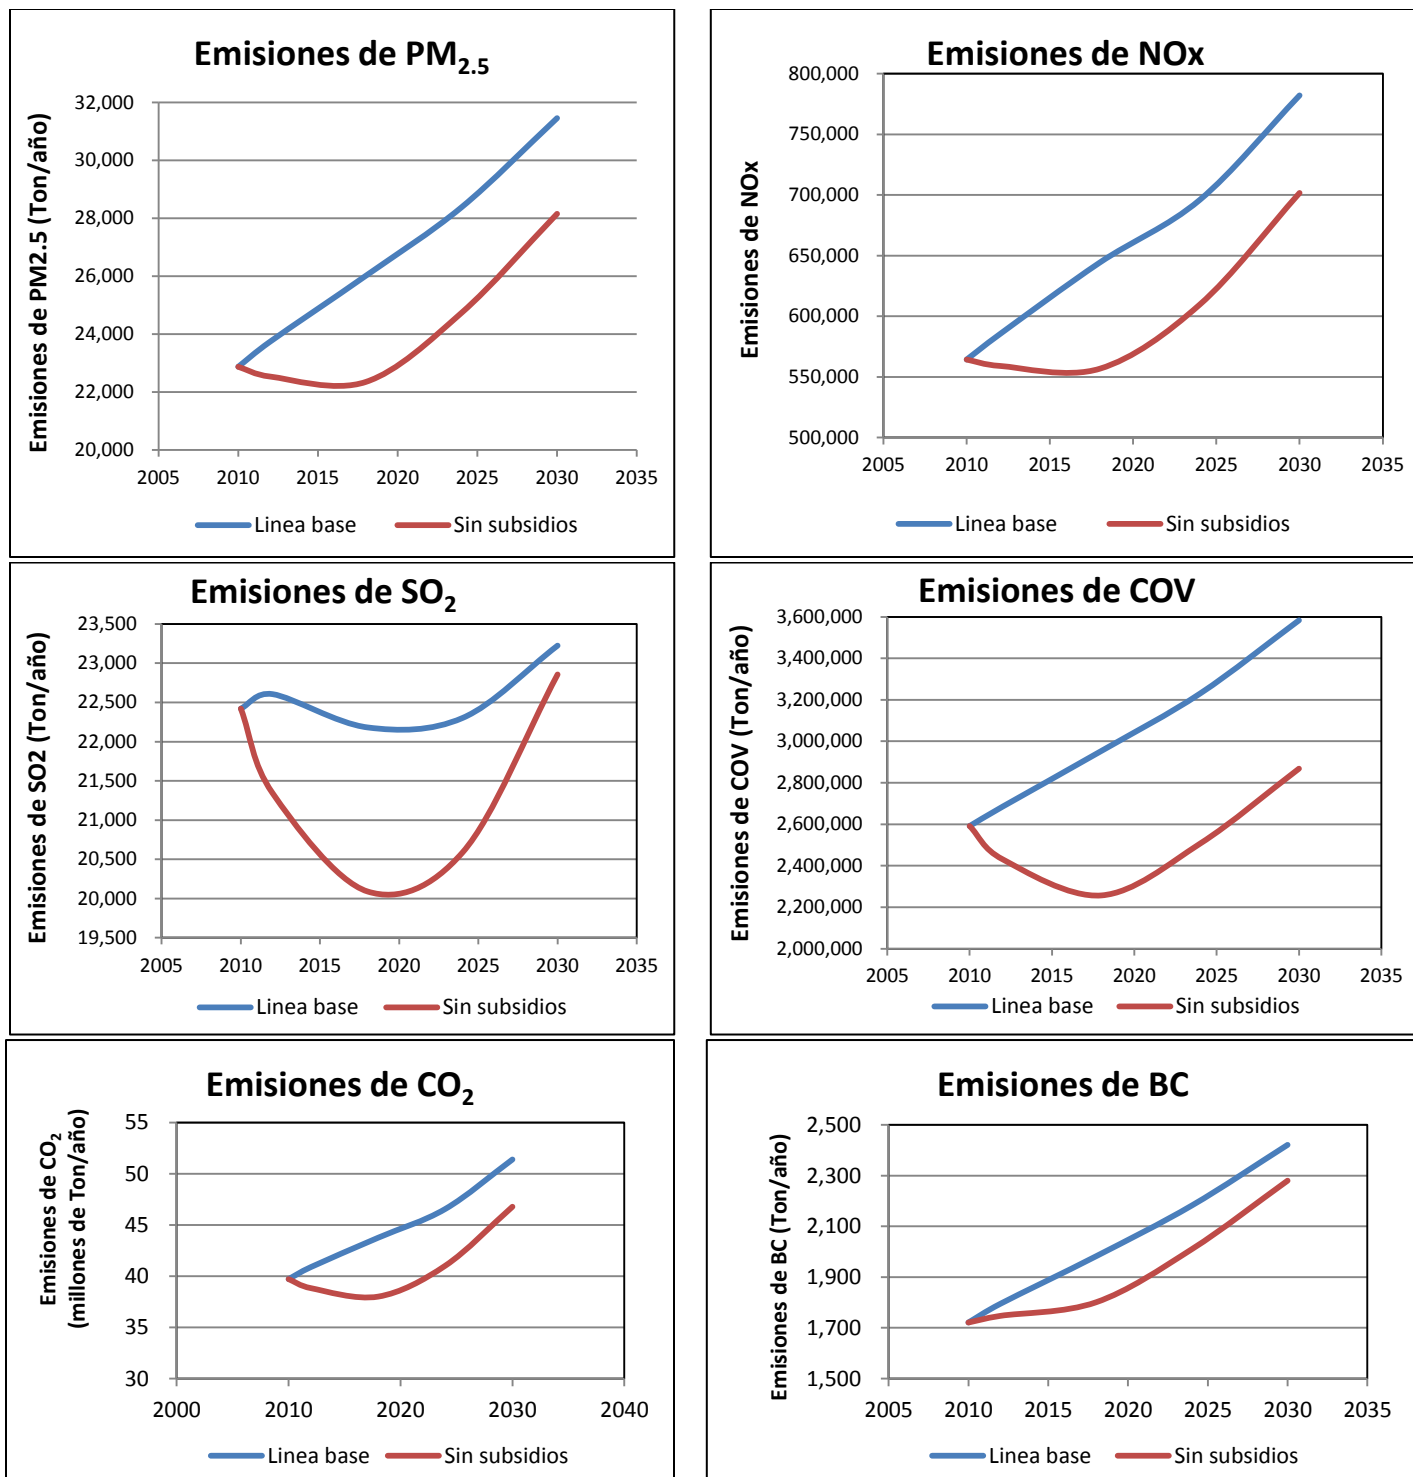 Emisiones de PM2.5
Emisiones de PM2.5 (Ton/año)
32,000
30,000
28,000
26,000
24,000
22,000
20,000
2005 2010 2015 2020 2025 2030 2035
Linea base Sin subsidios
Emisiones de NOx
Emisiones de NOx
800,000
750,000
700,000
650,000
600,000
550,000
500,000
2005 2010 2015 2020 2025 2030 2035
Linea base Sin subsidios
Emisiones de SO2
Emisiones de SO2 (Ton/año)
23,500
23,000
22,500
22,000
21,500
21,000
20,500
20,000
19,500
2005 2010 2015 2020 2025 2030 2035
Linea base Sin subsidios
Emisiones de COV
Emisiones de COV (Ton/año)
3,600,000
3,400,000
3,200,000
3,000,000
2,800,000
2,600,000
2,400,000
2,200,000
2,000,000
2005 2010 2015 2020 2025 2030 2035
Linea base Sin subsidios
Emisiones de CO2
Emisiones de CO2
(millones de Ton/año)
55
50
45
40
35
30
2000 2010 2020 2030 2040
Linea base Sin subsidios
Emisiones de BC
Emisiones de BC (Ton/año)
2,500
2,300
2,100
1,900
1,700
1,500
2005 2010 2015 2020 2025 2030 2035
Linea base Sin subsidios